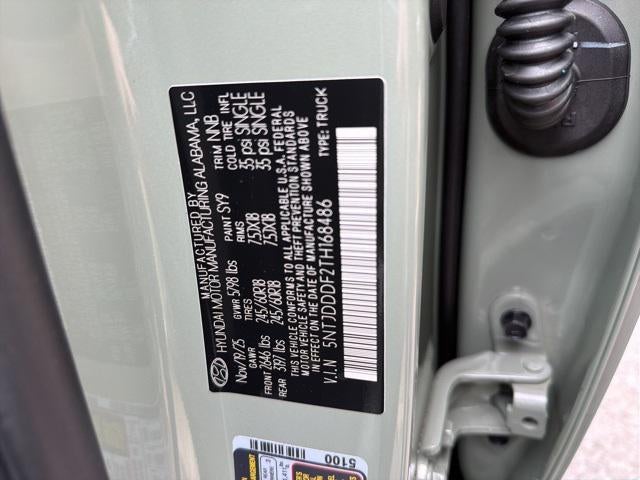 MANUFACTURED BY
HYUNDAI MOTOR MANUFACTURING ALABAMA, LLC
Nov/19/25 GVWR 5798 lbs PAINT SY9 TRIM NNB
GAWR TIRES RIMS COLD TIRE INFL
FRONT 2646 lbs 245/60R18 7.5JX18 35 psi SINGLE
REAR 3197 lbs 245/60R18 7.5JX18 35 psi SINGLE
THIS VEHICLE CONFORMS TO ALL APPLICABLE U.S.A. FEDERAL
MOTOR VEHICLE SAFETY AND THEFT PREVENTION STANDARDS
IN EFFECT ON THE DATE OF MANUFACTURE SHOWN ABOVE
V.I.N 5NTJDDDF2TH168486 TYPE: TRUCK
5100